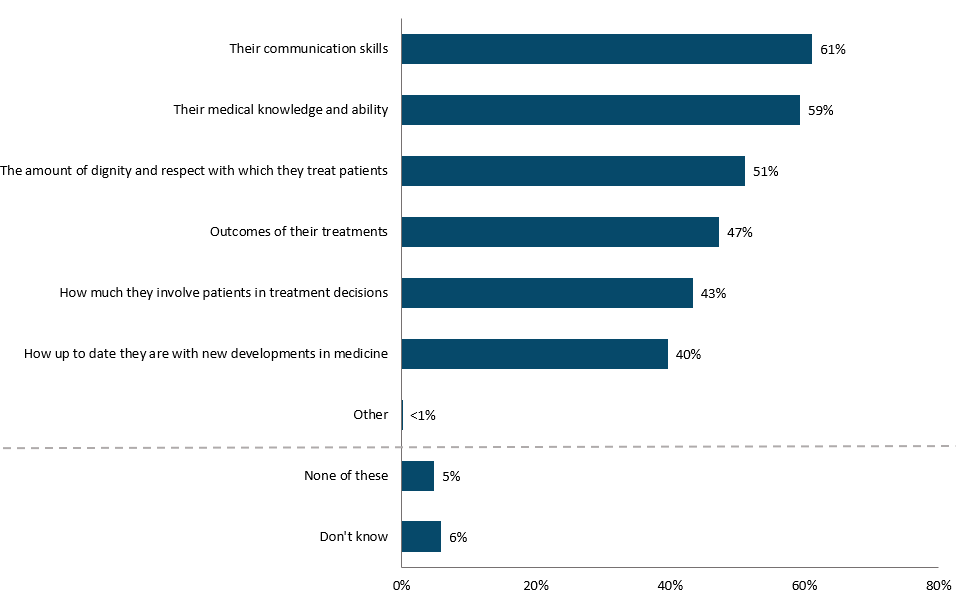 Their communication skills 61%
Their medical knowledge and ability 59%
The amount of dignity and respect with which they treat patients 51%
Outcomes of their treatments 47%
How much they involve patients in treatment decisions 43%
How up to date they are with new developments in medicine 40%
Other <1%
None of these 5%
Don't know 6%
0% 20% 40% 60% 80%